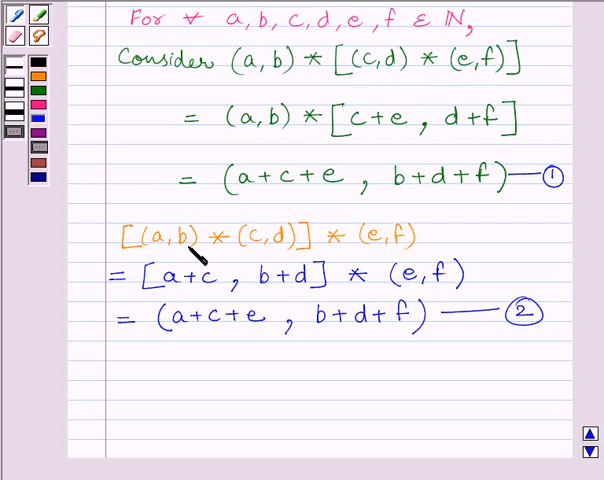 For ∀ a, b, c, d, e, f ε ℕ,
Consider (a, b) * [(c, d) * (e, f)]
= (a, b) * [c+e , d+f]
= (a+c+e , b+d+f) — ①
[(a, b) * (c, d)] * (e, f)
= [a+c , b+d] * (e, f)
= (a+c+e , b+d+f) — ②